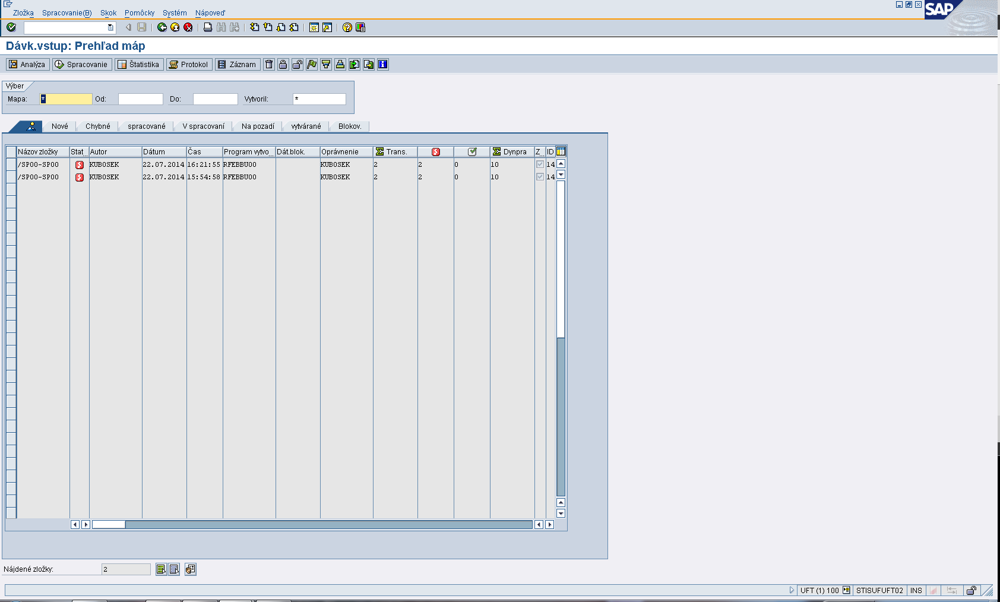 Zložka Spracovanie(B) Skok Pomôcky Systém Nápoveď
SAP
Dávk.vstup: Prehľad máp
Analýza Spracovanie Štatistika Protokol Záznam
Výber
Mapa: * Od: Do: Vytvoril: *
Nové Chybné spracované V spracovaní Na pozadí vytvárané Blokov.
Názov zložky Stat... Autor Dátum Čas Program vytvo... Dát.blok. Oprávnenie Σ Trans. Σ Dynpra Z... ID
/SP00-SP00 KUBOSEK 22.07.2014 16:21:55 RFEBBU00 KUBOSEK 2 2 0 10 14
/SP00-SP00 KUBOSEK 22.07.2014 15:54:58 RFEBBU00 KUBOSEK 2 2 0 10 14
Nájdené zložky: 2
UFT (1) 100 STISUFUFT02 INS